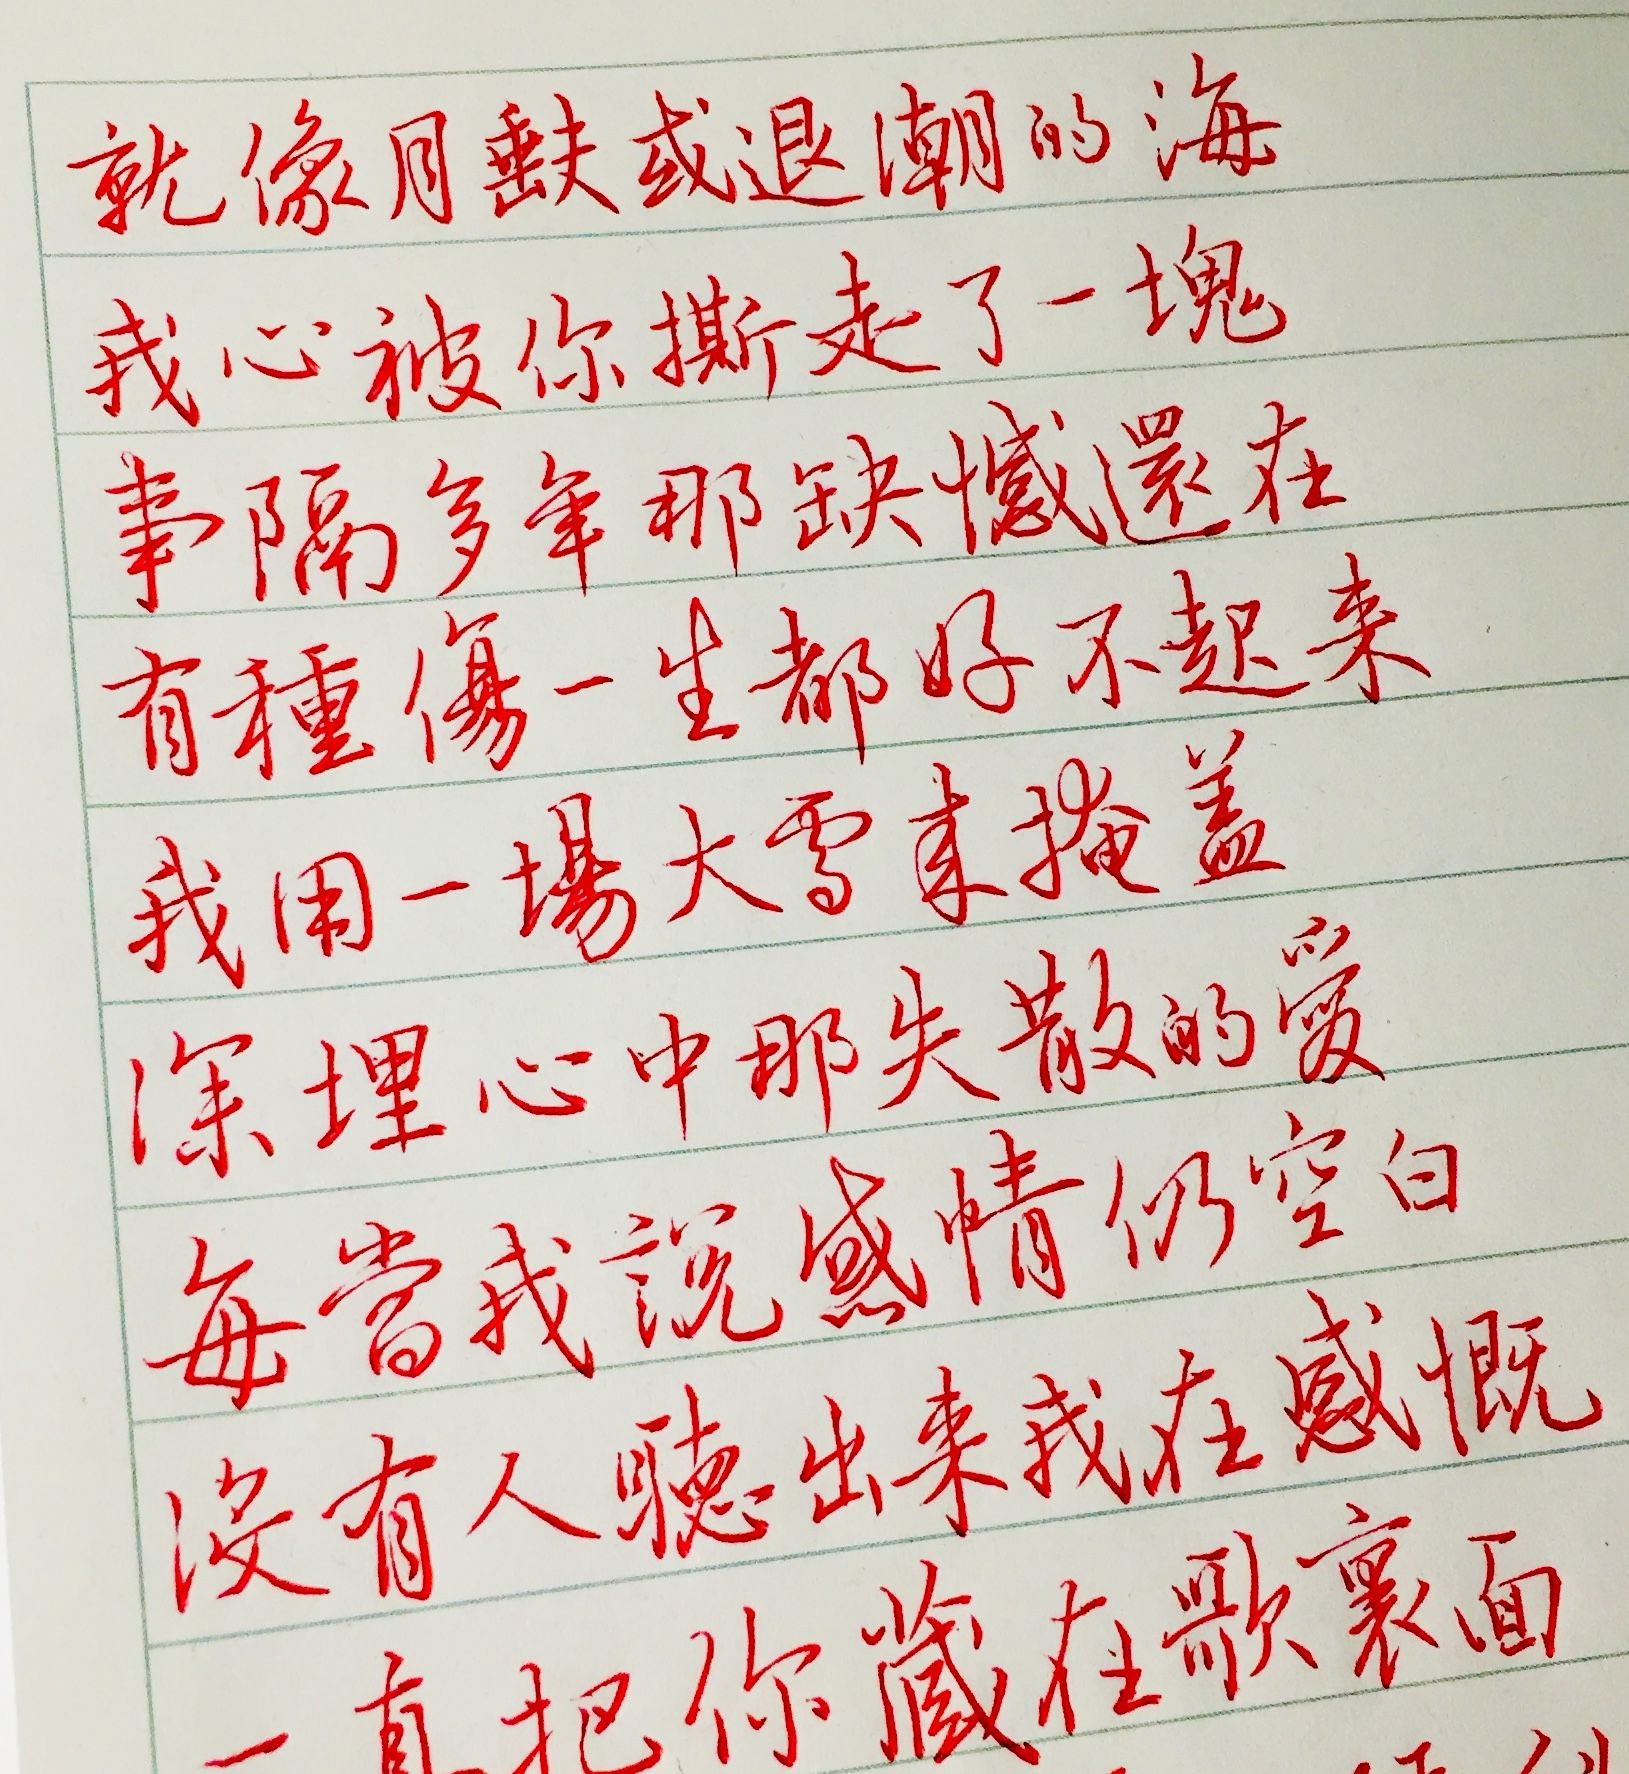 就像月缺或退潮的海
我心被你撕走了一塊
事隔多年那缺憾還在
有種傷一生都好不起来
我用一場大雪来掩蓋
深埋心中那失散的愛
每當我說感情仍空白
沒有人聽出来我在感慨
一直把你藏在歌裏面